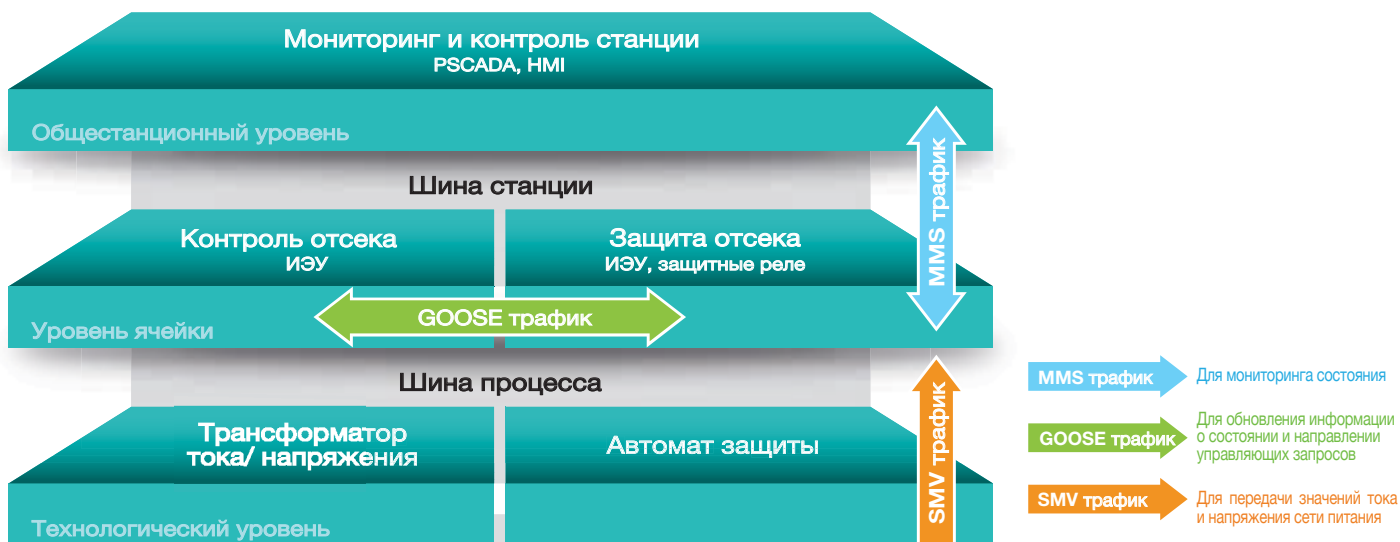 Мониторинг и контроль станции
PSCADA, HMI
Общестанционный уровень
Шина станции
MMS трафик
Контроль отсека
ИЭУ
Защита отсека
ИЭУ, защитные реле
GOOSE трафик
Уровень ячейки
Шина процесса
Трансформатор
тока/ напряжения
Автомат защиты
SMV трафик
Технологический уровень
MMS трафик
Для мониторинга состояния
GOOSE трафик
Для обновления информации
о состоянии и направлении
управляющих запросов
SMV трафик
Для передачи значений тока
и напряжения сети питания